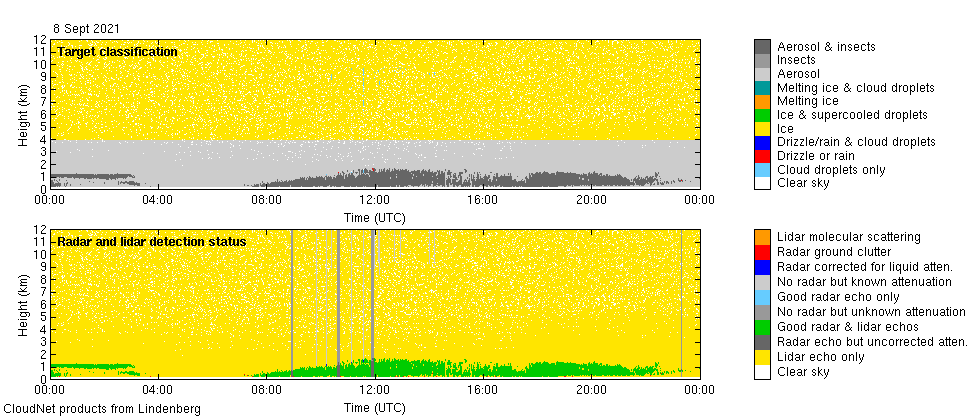 8 Sept 2021
Target classification
Height (km)
12
11
10
9
8
7
6
5
4
3
2
1
0
00:00 04:00 08:00 12:00 16:00 20:00 00:00
Time (UTC)
Aerosol & insects
Insects
Aerosol
Melting ice & cloud droplets
Melting ice
Ice & supercooled droplets
Ice
Drizzle/rain & cloud droplets
Drizzle or rain
Cloud droplets only
Clear sky
Radar and lidar detection status
Height (km)
12
11
10
9
8
7
6
5
4
3
2
1
0
00:00 04:00 08:00 12:00 16:00 20:00 00:00
Time (UTC)
Lidar molecular scattering
Radar ground clutter
Radar corrected for liquid atten.
No radar but known attenuation
Good radar echo only
No radar but unknown attenuation
Good radar & lidar echos
Radar echo but uncorrected atten.
Lidar echo only
Clear sky
CloudNet products from Lindenberg